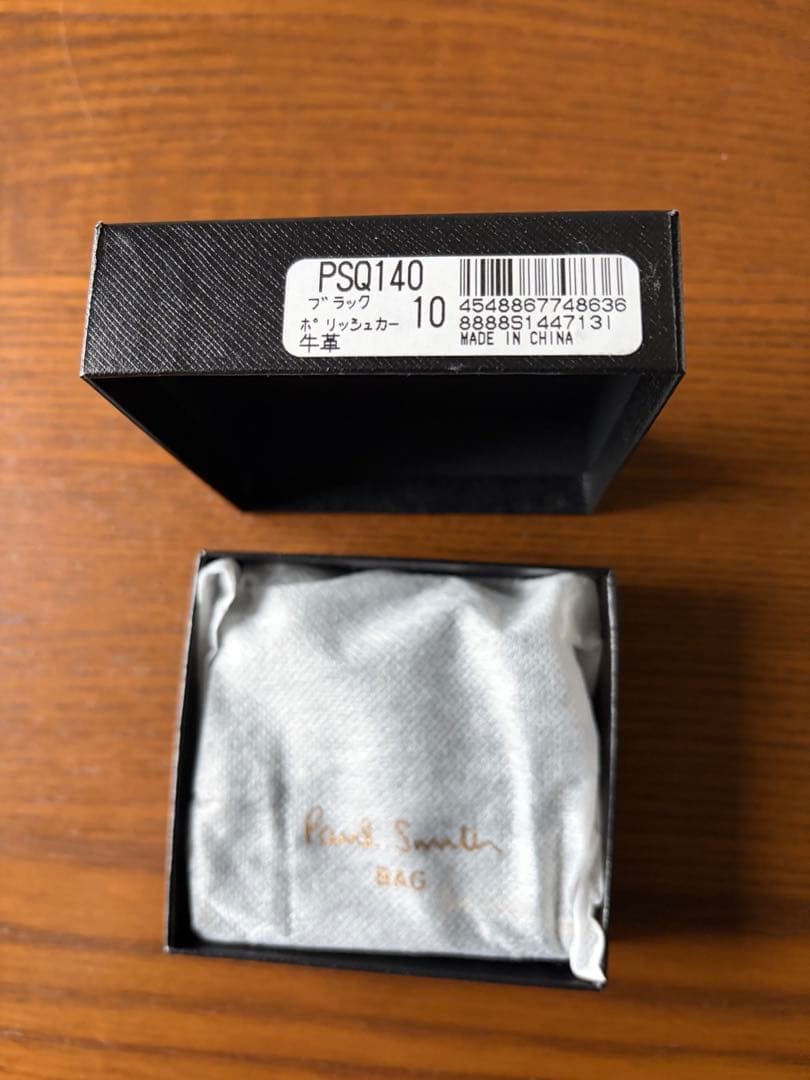 PSQ140
ブラック
ポリッシュカー 10
牛革
4548867748636
8888S1447131
MADE IN CHINA
Paul Smith
BAG